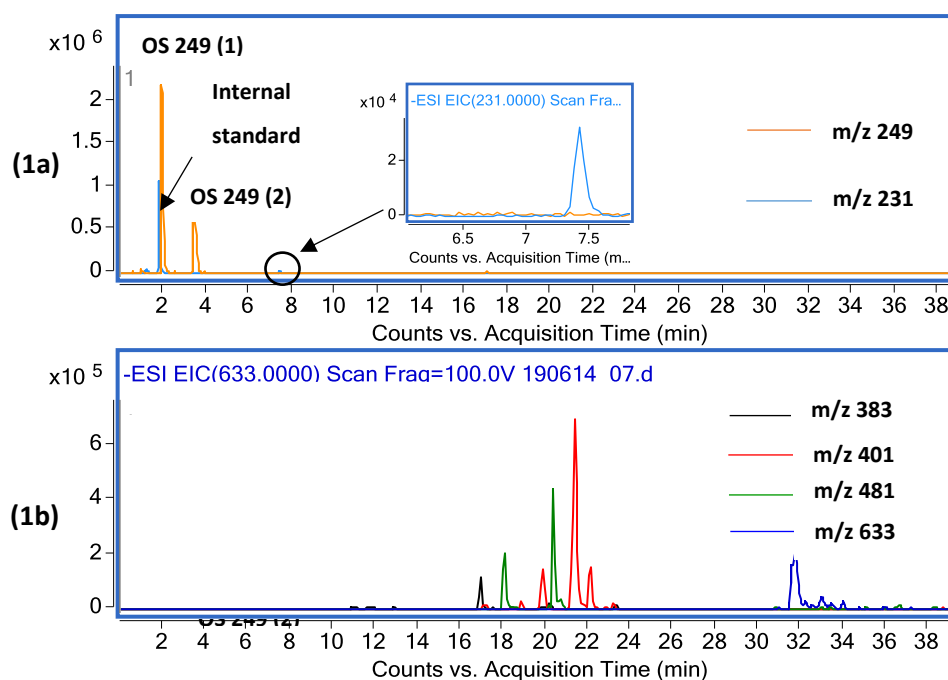 x10 6
OS 249 (1)
1
Internal
standard
OS 249 (2)
x10 4
-ESI EIC(231.0000) Scan Fra...
2
0
6.5 7 7.5
Counts vs. Acquisition Time (m...
m/z 249
m/z 231
(1a)
2
1.5
1
0.5
0
2 4 6 8 10 12 14 16 18 20 22 24 26 28 30 32 34 36 38
Counts vs. Acquisition Time (min)
x10 5
-ESI EIC(633.0000) Scan Frag=100.0V 190614_07.d
m/z 383
m/z 401
m/z 481
m/z 633
(1b)
6
4
2
0
OS 249 (2)
2 4 6 8 10 12 14 16 18 20 22 24 26 28 30 32 34 36 38
Counts vs. Acquisition Time (min)